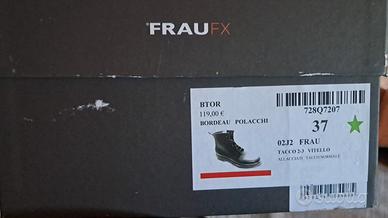 FRAUFX
BTOR
119,00 €
BORDEAU POLACCHI
728Q7207
37
02J2 FRAU
TACCO 2-3 VITELLO